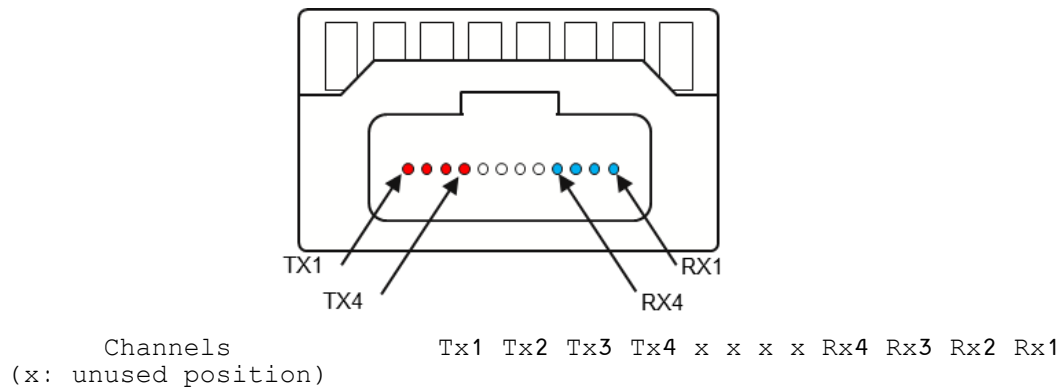 TX1
RX1
TX4
RX4
Channels Tx1 Tx2 Tx3 Tx4 x x x x Rx4 Rx3 Rx2 Rx1
(x: unused position)